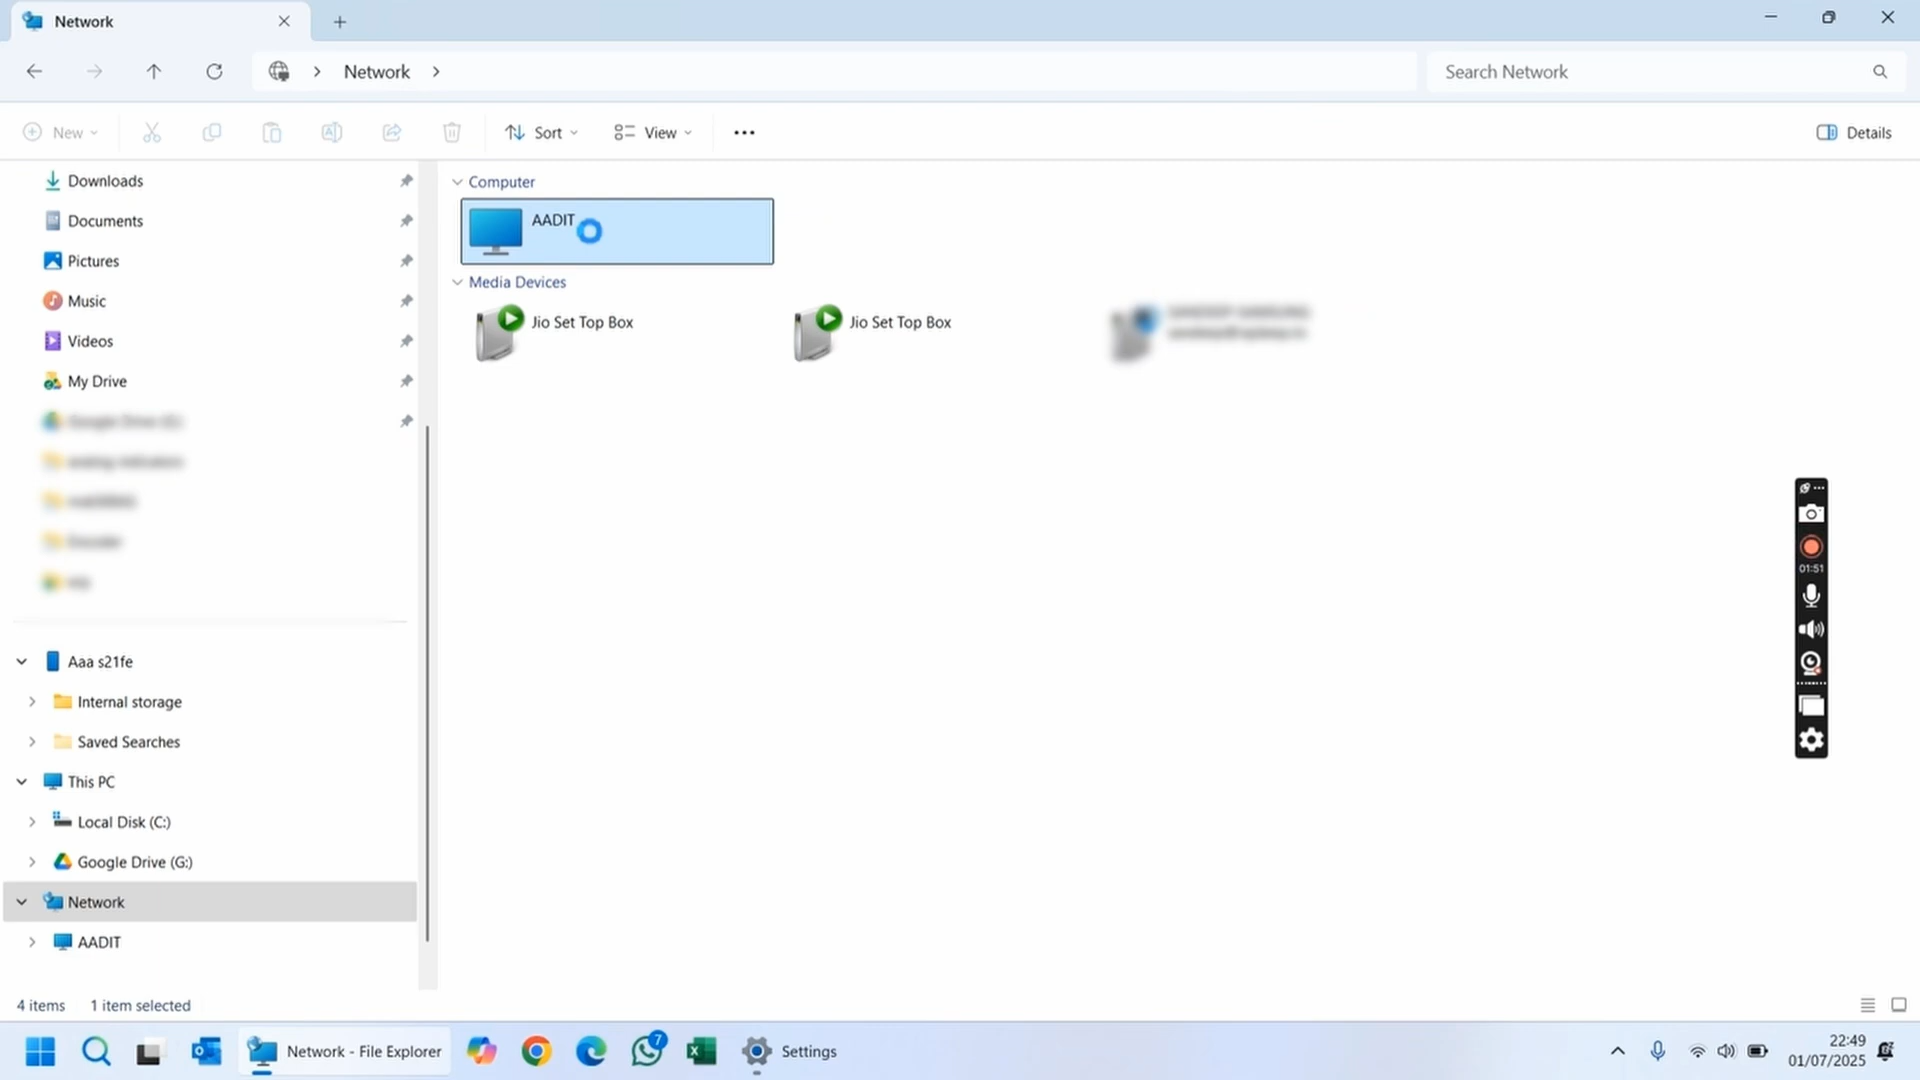 Network
Network
Search Network
New
Sort
View
Details
Downloads
Documents
Pictures
Music
Videos
My Drive
Aaa s21fe
Internal storage
Saved Searches
This PC
Local Disk (C:)
Google Drive (G:)
Network
AADIT
Computer
AADIT
Media Devices
Jio Set Top Box
Jio Set Top Box
01:51
4 items 1 item selected
Network - File Explorer
7
Settings
22:49
01/07/2025